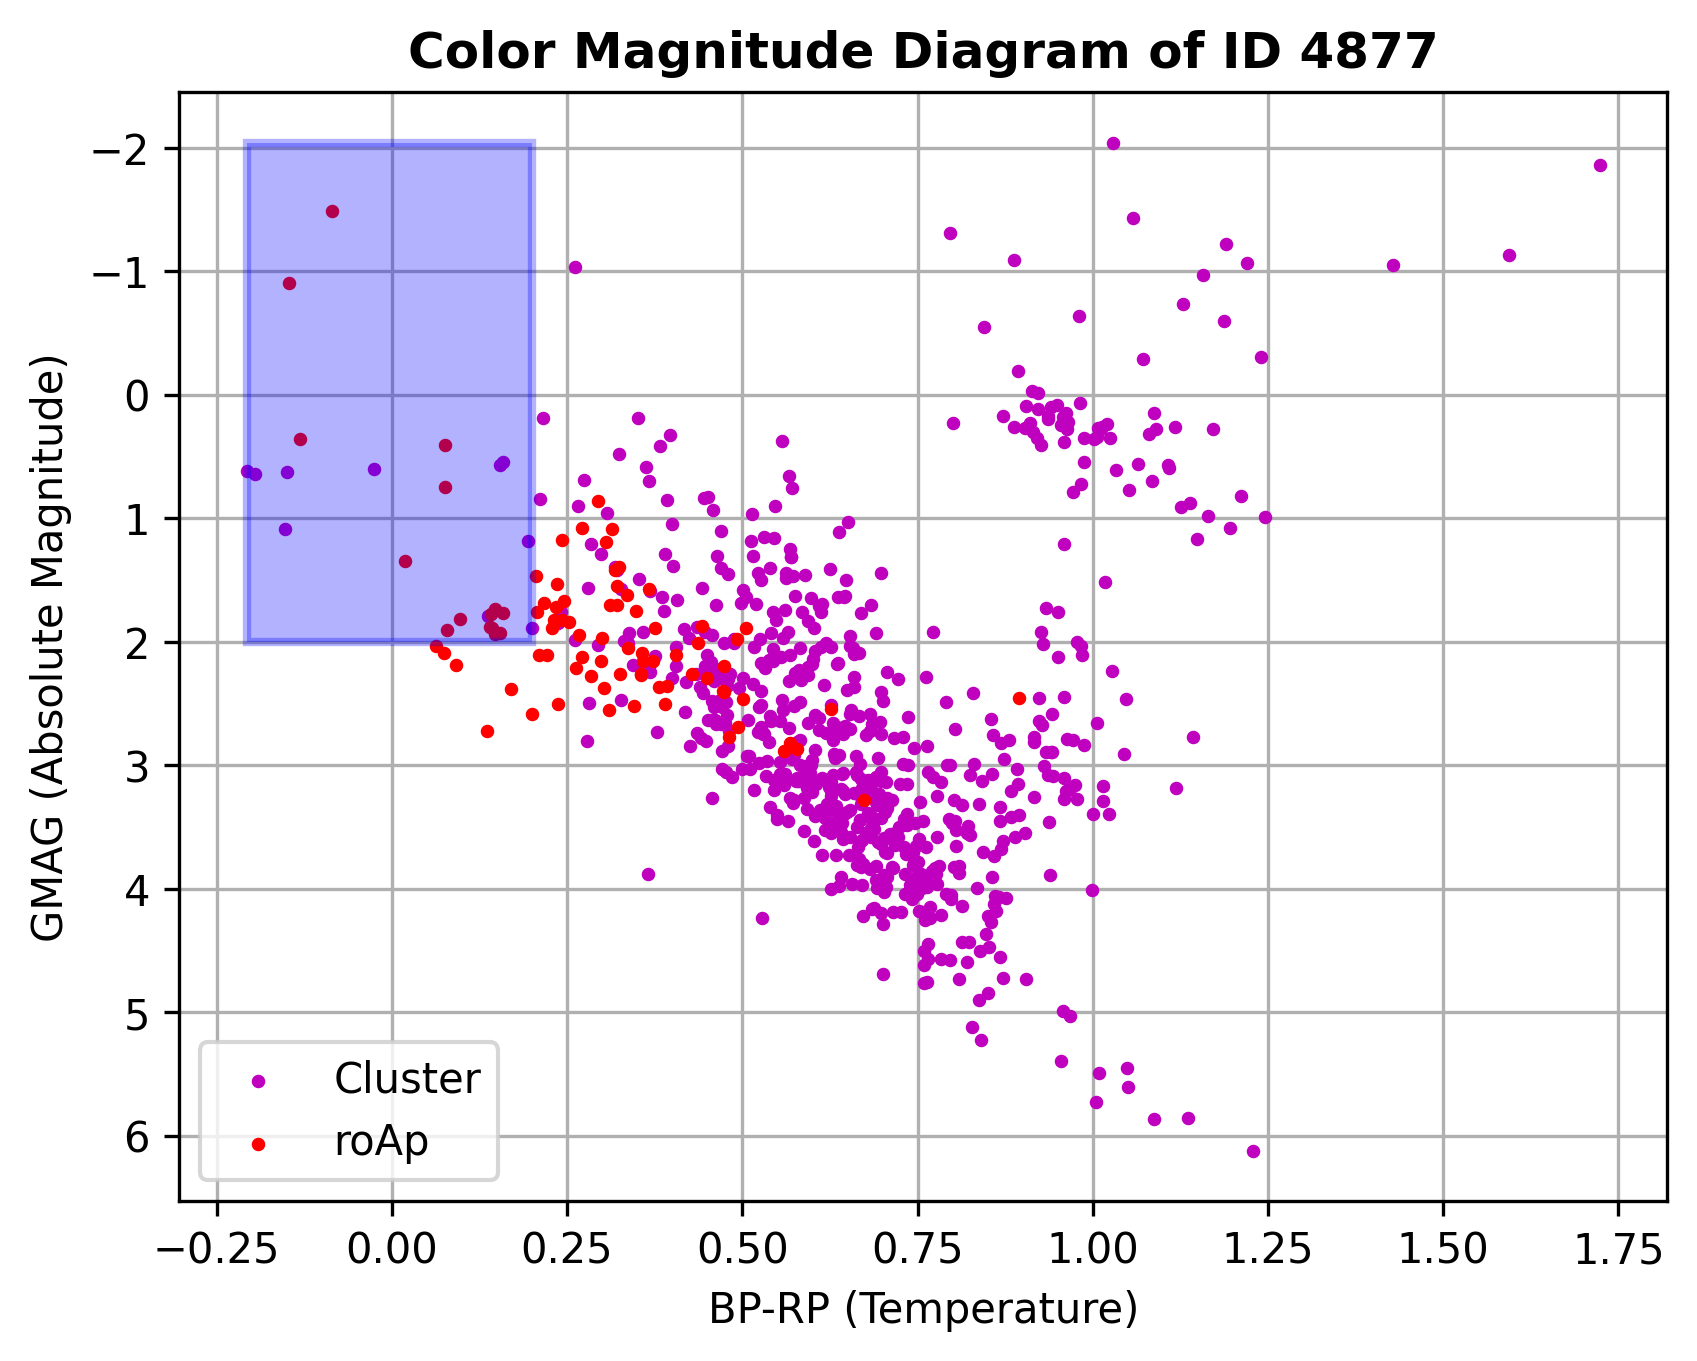 Color Magnitude Diagram of ID 4877
GMAG (Absolute Magnitude)
−2
−1
0
1
2
3
4
5
6
Cluster
roAp
−0.25 0.00 0.25 0.50 0.75 1.00 1.25 1.50 1.75
BP-RP (Temperature)